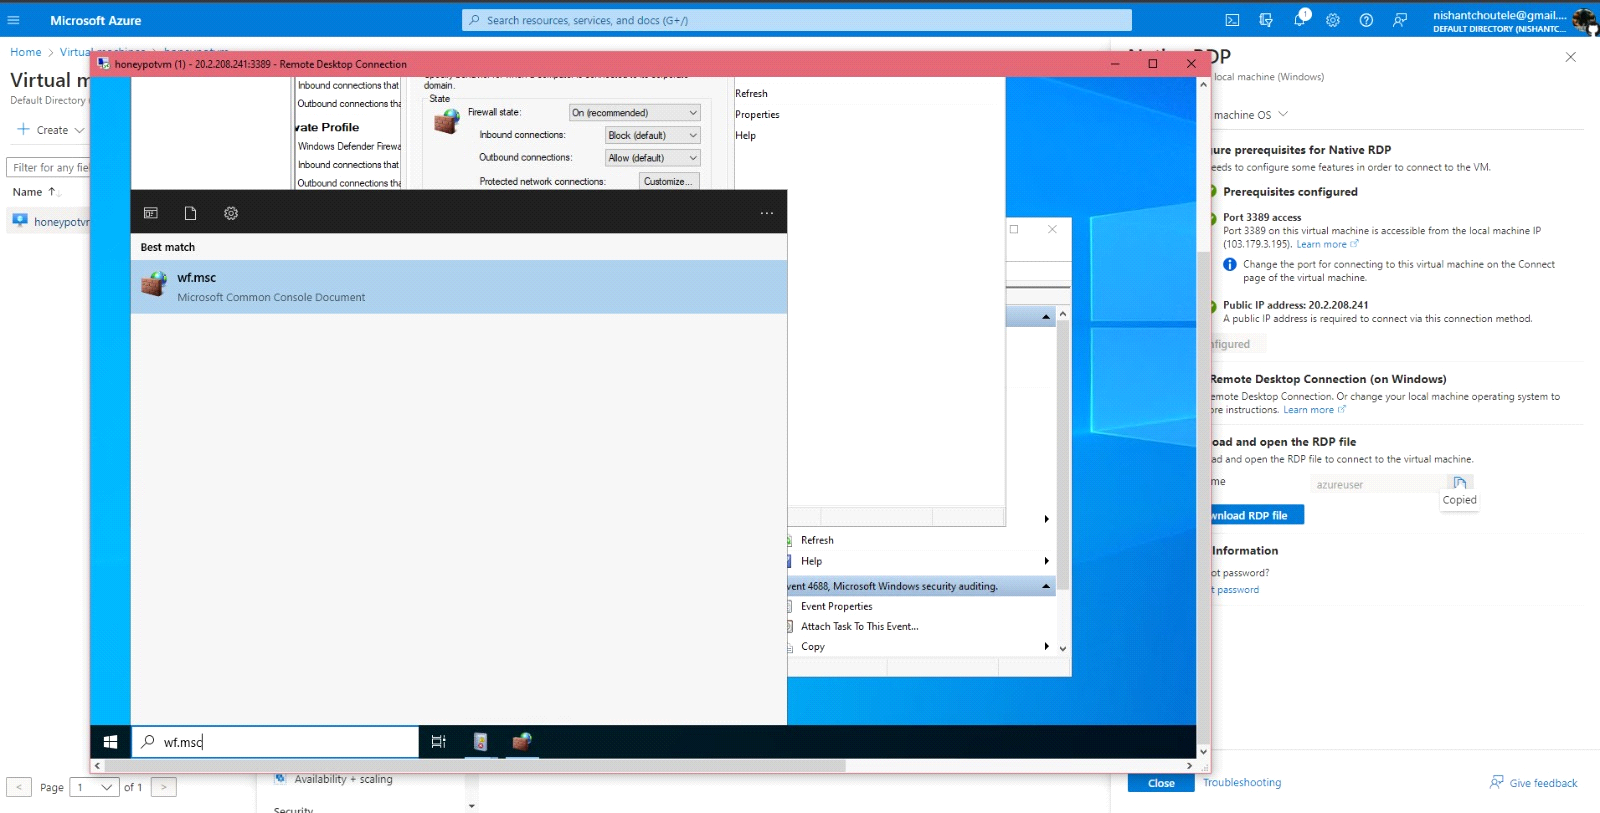 Microsoft Azure
Search resources, services, and docs (G+/)
1
nishantchoutele@gmail....
DEFAULT DIRECTORY (NISHANTC...
Home > Virtual machines > honeypotvm
Virtual m
Default Directory
Create
Filter for any fie
Name ↑
honeypotvr
honeypotvm (1) - 20.2.208.241:3389 - Remote Desktop Connection
Inbound connections that
Outbound connections tha
vate Profile
Windows Defender Firewa
Inbound connections that
Outbound connections tha
domain.
State
Firewall state:
On (recommended)
Inbound connections:
Block (default)
Outbound connections:
Allow (default)
Protected network connections:
Customize...
Refresh
Properties
Help
Best match
wf.msc
Microsoft Common Console Document
Refresh
Help
vent 4688, Microsoft Windows security auditing.
Event Properties
Attach Task To This Event...
Copy
wf.msc
RDP
local machine (Windows)
machine OS
ure prerequisites for Native RDP
eeds to configure some features in order to connect to the VM.
Prerequisites configured
Port 3389 access
Port 3389 on this virtual machine is accessible from the local machine IP
(103.179.3.195). Learn more
Change the port for connecting to this virtual machine on the Connect
page of the virtual machine.
Public IP address: 20.2.208.241
A public IP address is required to connect via this connection method.
nfigured
Remote Desktop Connection (on Windows)
emote Desktop Connection. Or change your local machine operating system to
ore instructions. Learn more
oad and open the RDP file
ad and open the RDP file to connect to the virtual machine.
me
azureuser
Copied
wnload RDP file
Information
ot password?
t password
Close
Troubleshooting
Give feedback
< Page 1 of 1 >
Availability + scaling
Security